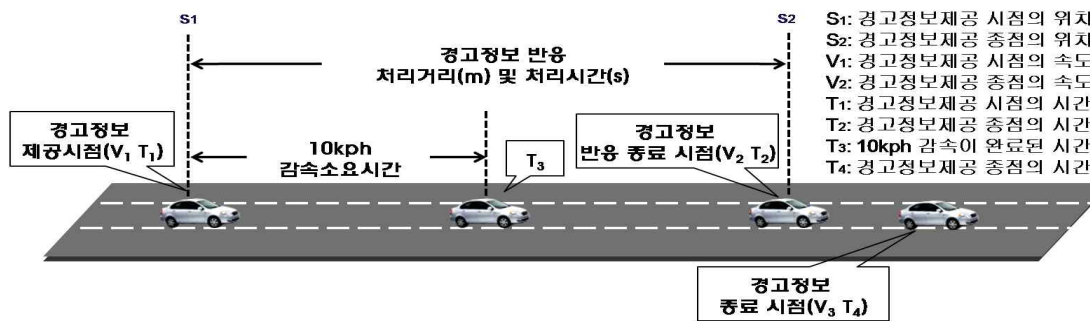 S1
S2
경고정보 반응
처리거리(m) 및 처리시간(s)
S1: 경고정보제공 시점의 위치
S2: 경고정보제공 종점의 위치
V1: 경고정보제공 시점의 속도
V2: 경고정보제공 종점의 속도
T1: 경고정보제공 시점의 시간
T2: 경고정보제공 종점의 시간
T3: 10kph 감속이 완료된 시간
T4: 경고정보제공 종점의 시간
경고정보
제공시점(V1 T1)
10kph
감속소요시간
T3
경고정보
반응 종료 시점(V2 T2)
경고정보
종료 시점(V3 T4)